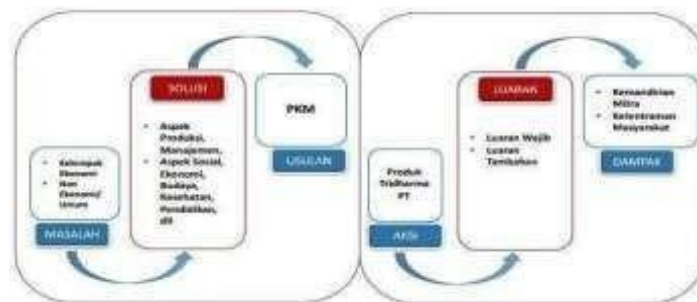 SOLUSI
• Aspek
Produksi,
Manajemen,
• Aspek Sosial,
Ekonomi,
Budaya,
Kesehatan,
Pendidikan,
dll
PKM
USULAN
• Kelompok
Ekonomi
• Non
Ekonomi/
Umum
MASALAH
LUARAN
• Luaran Wajib
• Luaran
Tambahan
• Kemandirian
Mitra
• Ketentraman
Masyarakat
DAMPAK
Produk
Tridharma
PT
AKSI